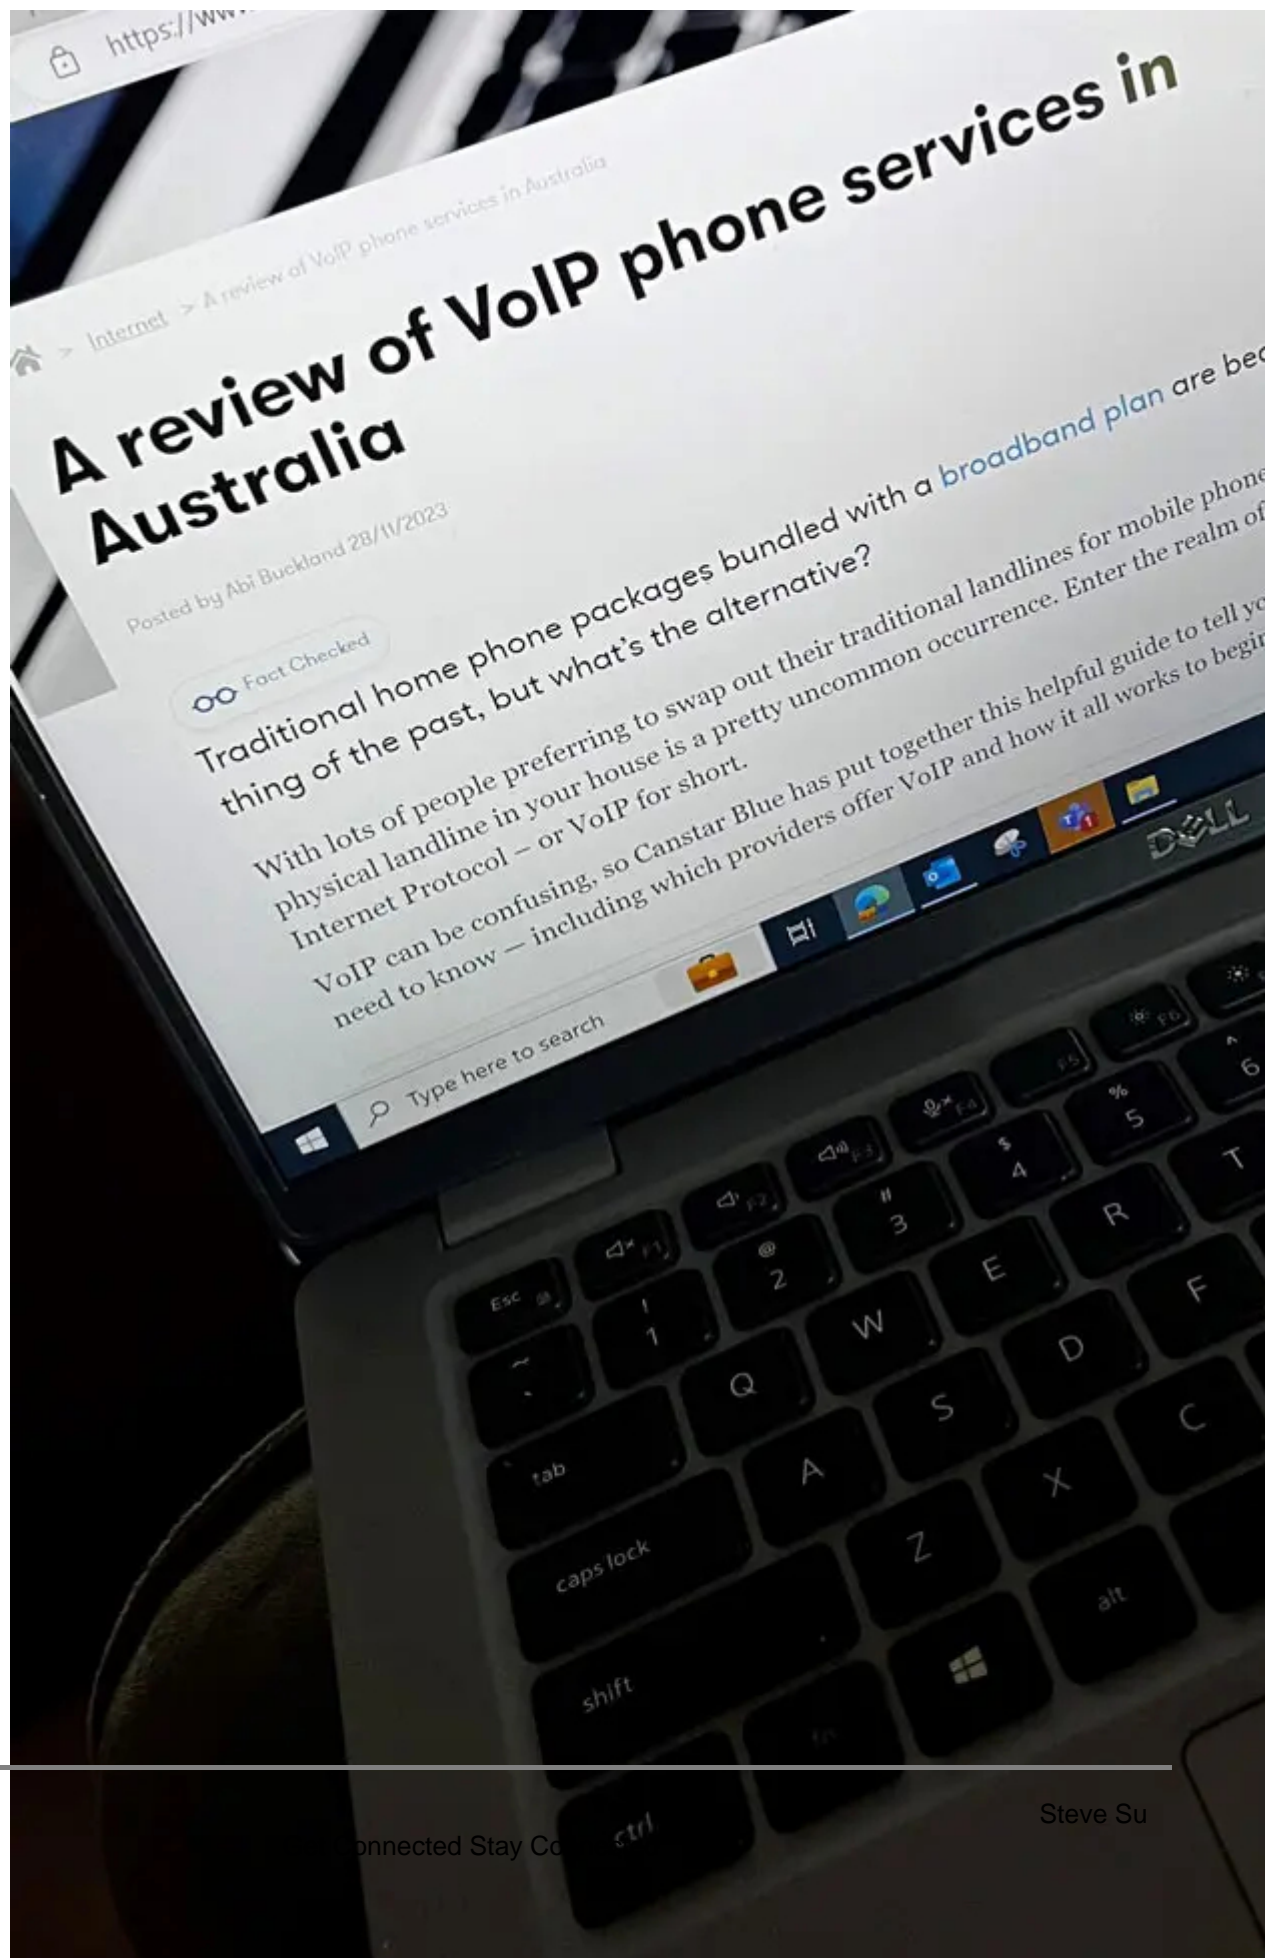 https://www.
> Internet > A review of VoIP phone services in Australia
A review of VoIP phone services in
Australia
Posted by Abi Buckland 28/11/2023
Fact Checked
Traditional home phone packages bundled with a broadband plan are
thing of the past, but what's the alternative?
With lots of people preferring to swap out their traditional landlines for mobile phone
physical landline in your house is a pretty uncommon occurrence. Enter the realm of
Internet Protocol – or VoIP for short.
VoIP can be confusing, so Canstar Blue has put together this helpful guide to tell
need to know – including which providers offer VoIP and how it all works to begin
Type here to search
DELL
Esc F1 F2 F3 F4 F5 F6
~ ` ! 1 @ 2 # 3 $ 4 % 5 ^ 6
tab Q W E R T
caps lock A S D F
shift Z X C
ctrl fn alt
Steve Su
onnected Stay Co